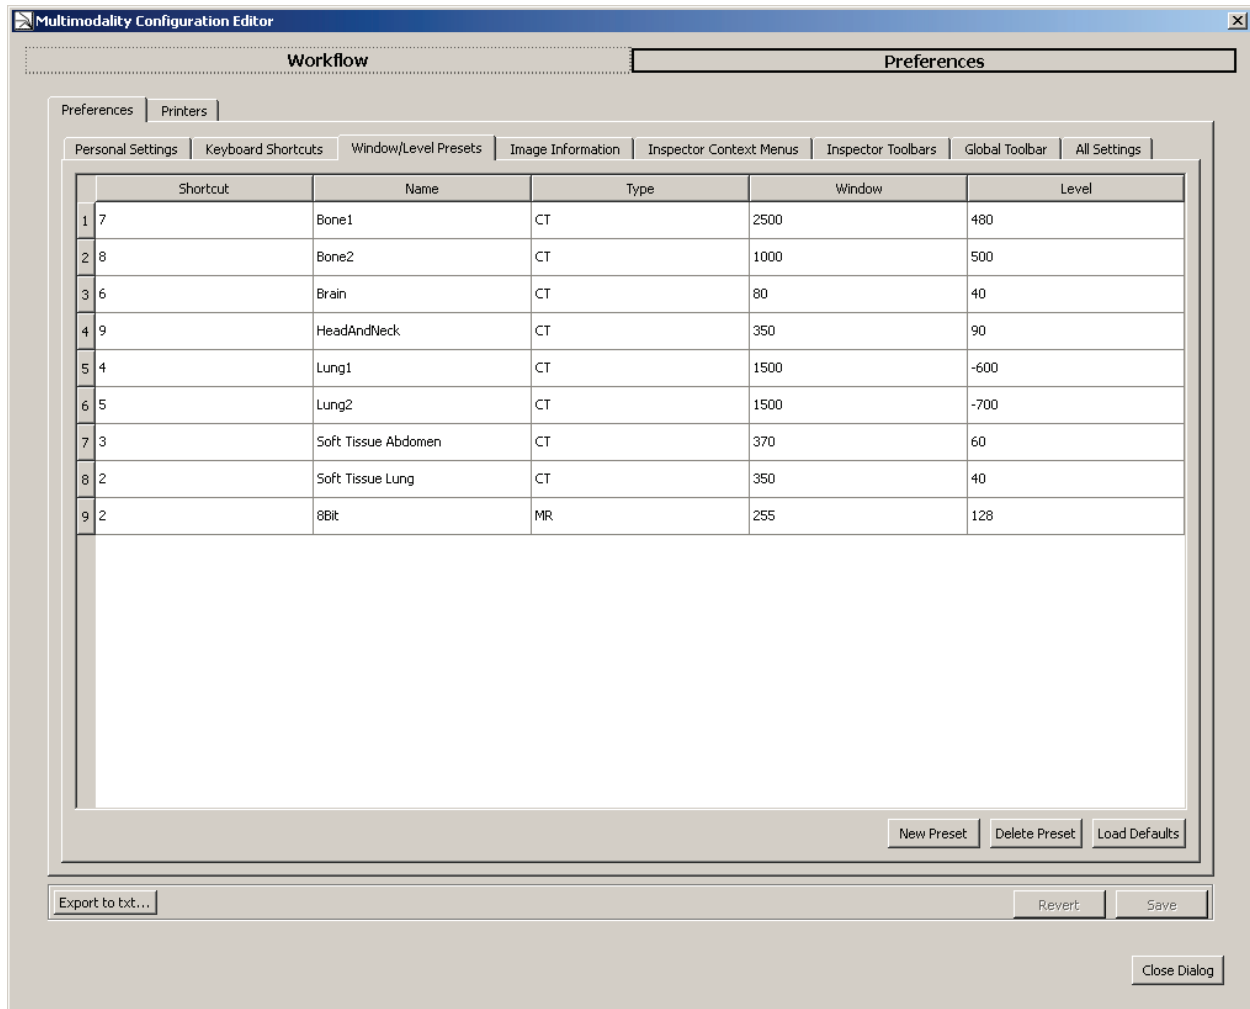 Multimodality Configuration Editor
Workflow Preferences
Preferences Printers
Personal Settings Keyboard Shortcuts Window/Level Presets Image Information Inspector Context Menus Inspector Toolbars Global Toolbar All Settings
Shortcut Name Type Window Level
1 7 Bone1 CT 2500 480
2 8 Bone2 CT 1000 500
3 6 Brain CT 80 40
4 9 HeadAndNeck CT 350 90
5 4 Lung1 CT 1500 -600
6 5 Lung2 CT 1500 -700
7 3 Soft Tissue Abdomen CT 370 60
8 2 Soft Tissue Lung CT 350 40
9 2 8Bit MR 255 128
New Preset Delete Preset Load Defaults
Export to txt... Revert Save
Close Dialog